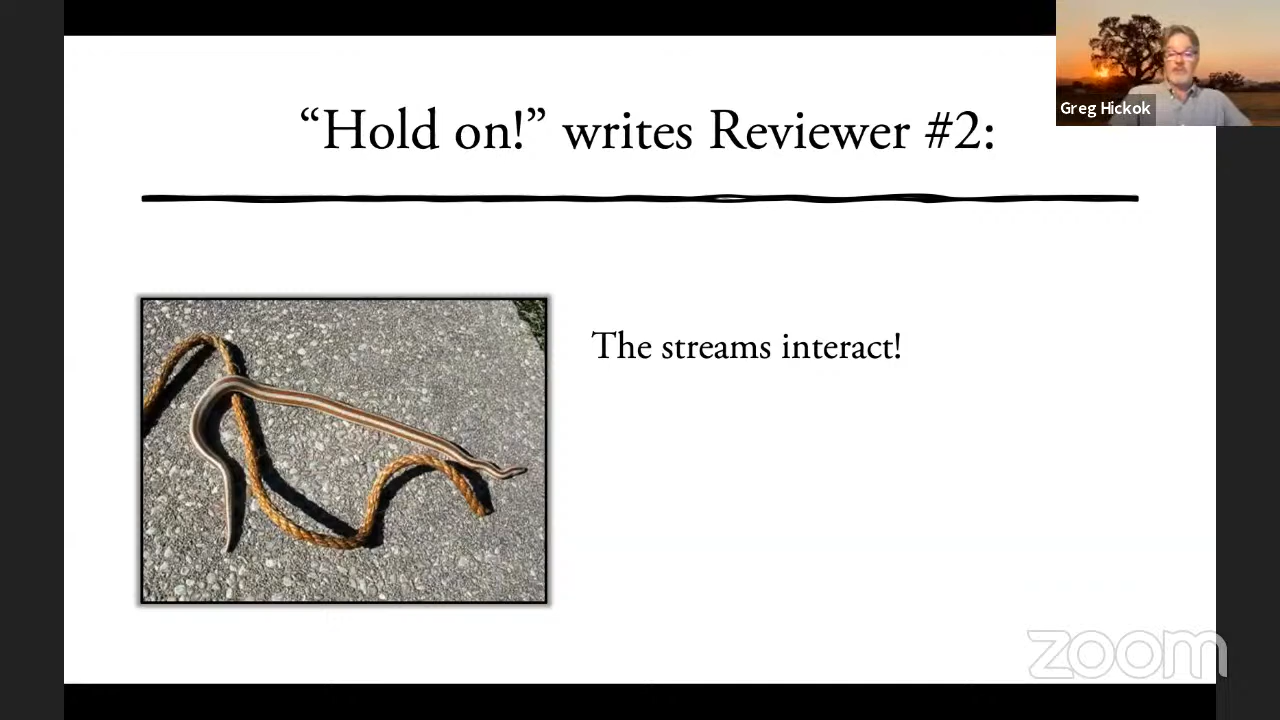 Greg Hickok
“Hold on!” writes Reviewer #2:
The streams interact!
zoom